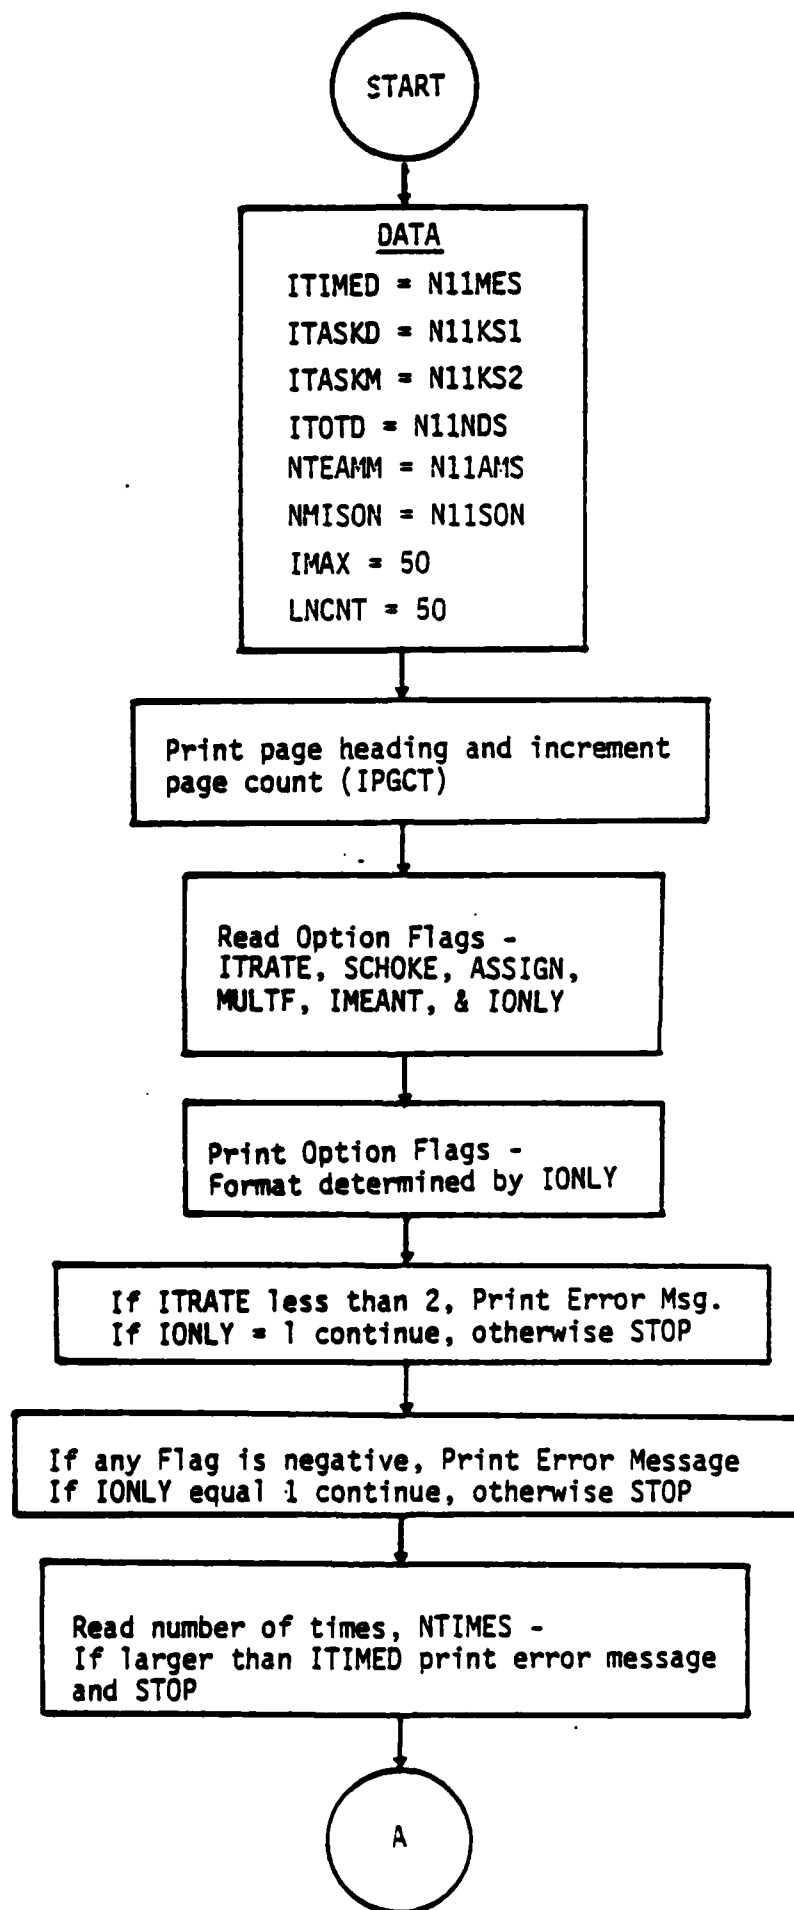 START
DATA
ITIMED = N11MES
ITASKD = N11KS1
ITASKM = N11KS2
ITOTD = N11NDS
NTEAMM = N11AMS
NMISON = N11SON
IMAX = 50
LNCNT = 50
Print page heading and increment
page count (IPGCT)
Read Option Flags -
ITRATE, SCHOKE, ASSIGN,
MULTF, IMEANT, & IONLY
Print Option Flags -
Format determined by IONLY
If ITRATE less than 2, Print Error Msg.
If IONLY = 1 continue, otherwise STOP
If any Flag is negative, Print Error Message
If IONLY equal 1 continue, otherwise STOP
Read number of times, NTIMES -
If larger than ITIMED print error message
and STOP
A